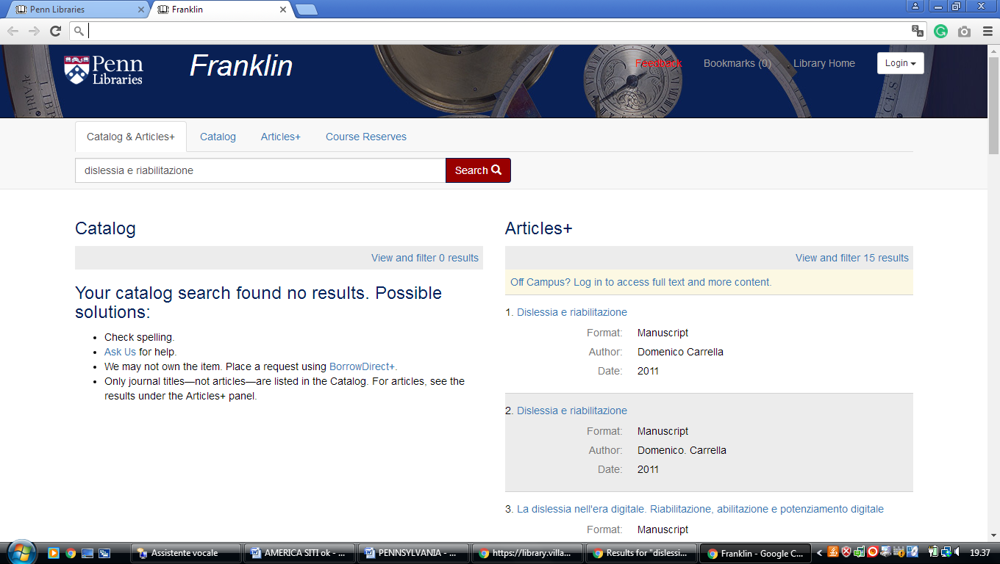 Penn Libraries
Franklin
Penn
Libraries
Franklin
Feedback
Bookmarks (0)
Library Home
Login
Catalog & Articles+
Catalog
Articles+
Course Reserves
dislessia e riabilitazione
Search
Catalog
View and filter 0 results
Your catalog search found no results. Possible
solutions:
• Check spelling.
• Ask Us for help.
• We may not own the item. Place a request using BorrowDirect+.
• Only journal titles—not articles—are listed in the Catalog. For articles, see the
results under the Articles+ panel.
Articles+
View and filter 15 results
Off Campus? Log in to access full text and more content.
1. Dislessia e riabilitazione
Format: Manuscript
Author: Domenico Carrella
Date: 2011
2. Dislessia e riabilitazione
Format: Manuscript
Author: Domenico. Carrella
Date: 2011
3. La dislessia nell'era digitale. Riabilitazione, abilitazione e potenziamento digitale
Format: Manuscript
Assistente vocale
AMERICA SITI ok - ...
PENNSYLVANIA - ...
https://library.villa...
Results for "dislessi...
Franklin - Google C...
19.37